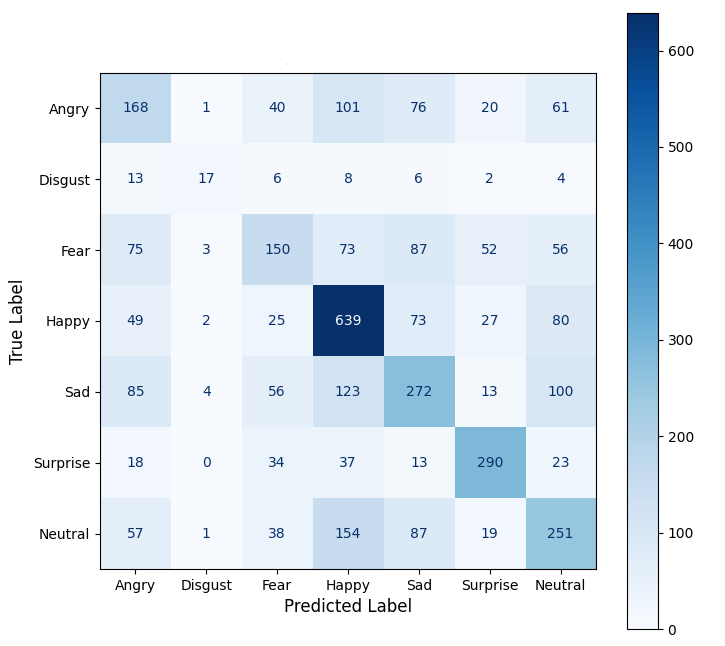 Angry 168 1 40 101 76 20 61
Disgust 13 17 6 8 6 2 4
Fear 75 3 150 73 87 52 56
Happy 49 2 25 639 73 27 80
Sad 85 4 56 123 272 13 100
Surprise 18 0 34 37 13 290 23
Neutral 57 1 38 154 87 19 251
Angry Disgust Fear Happy Sad Surprise Neutral
Predicted Label
True Label
600
500
400
300
200
100
0